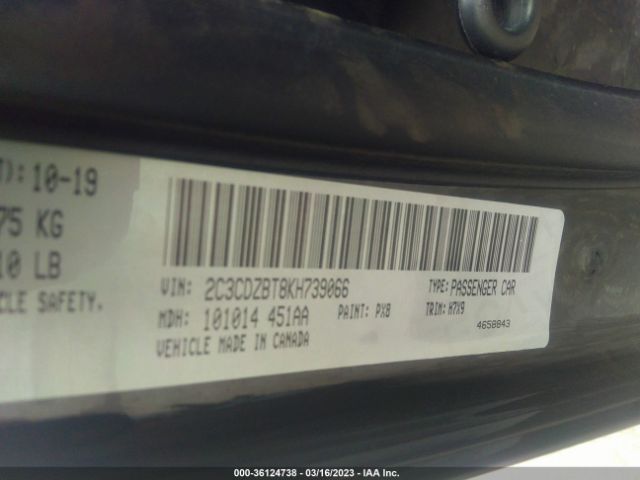 T): 10-19
75 KG
10 LB
CLE SAFETY.
VIN: 2C3CDZBT8KH739066
TYPE: PASSENGER CAR
MDH: 101014 451AA
PAINT: PX8
TRIM: H7X9
4658843
VEHICLE MADE IN CANADA
000-36124738 - 03/16/2023 - IAA Inc.